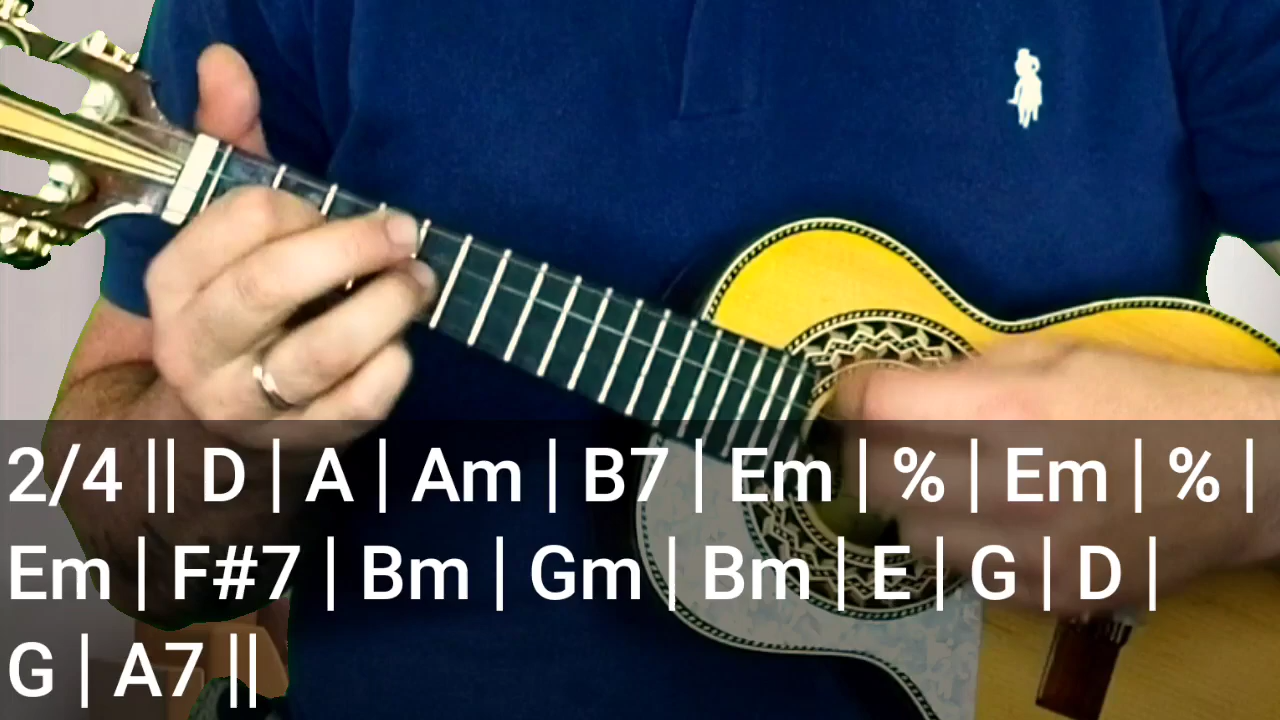 2/4 || D | A | Am | B7 | Em | % | Em | % |
Em | F#7 | Bm | Gm | Bm | E | G | D |
G | A7 ||